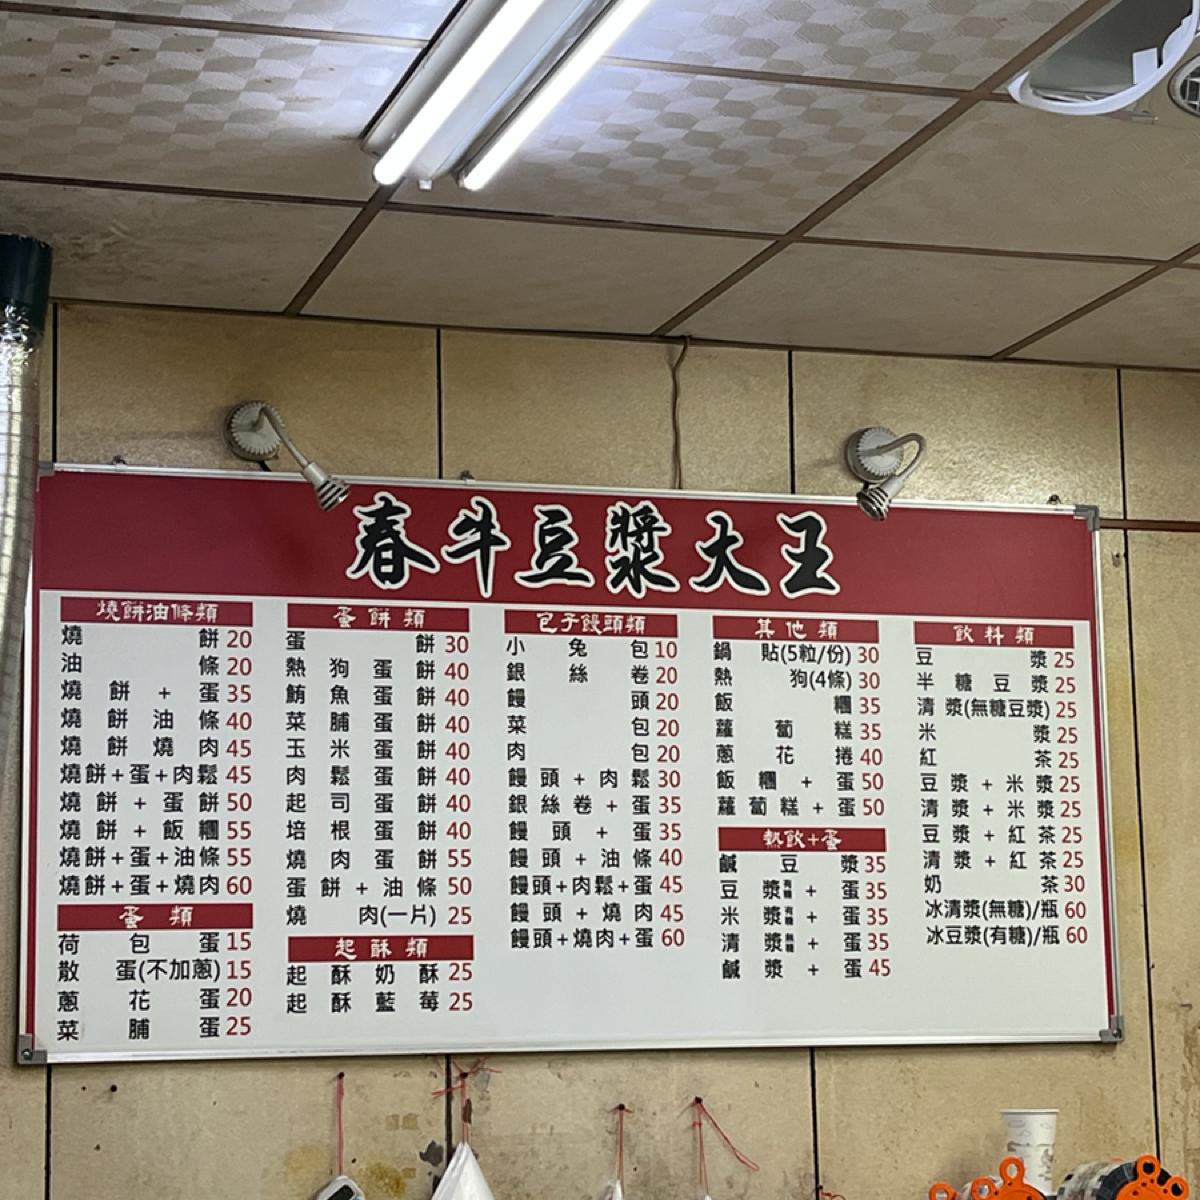 春牛豆漿大王
燒餅油條類
燒餅 20
油條 20
燒餅+蛋 35
燒餅油條 40
燒餅燒肉 45
燒餅+蛋+肉鬆 45
燒餅+蛋餅 50
燒餅+飯糰 55
燒餅+蛋+油條 55
燒餅+蛋+燒肉 60
蛋類
荷包蛋 15
散蛋(不加蔥) 15
蔥花蛋 20
菜脯蛋 25
蛋餅類
蛋餅 30
熱狗蛋餅 40
鮪魚蛋餅 40
菜脯蛋餅 40
玉米蛋餅 40
肉鬆蛋餅 40
起司蛋餅 40
培根蛋餅 40
燒肉蛋餅 55
蛋餅+油條 50
燒肉(一片) 25
起酥類
起酥奶酥 25
起酥藍莓 25
包子饅頭類
小兔包 10
銀絲卷 20
饅頭 20
菜包 20
肉包 20
饅頭+肉鬆 30
銀絲卷+蛋 35
饅頭+蛋 35
饅頭+油條 40
饅頭+肉鬆+蛋 45
饅頭+燒肉 45
饅頭+燒肉+蛋 60
其他類
鍋貼(5粒/份) 30
熱狗(4條) 30
飯糰 35
蘿蔔糕 35
蔥花捲 40
飯糰+蛋 50
蘿蔔糕+蛋 50
熱飲+蛋
鹹豆漿 35
豆漿有糖+蛋 35
米漿有糖+蛋 35
清漿無糖+蛋 35
鹹漿+蛋 45
飲料類
豆漿 25
半糖豆漿 25
清漿(無糖豆漿) 25
米漿 25
紅茶 25
豆漿+米漿 25
清漿+米漿 25
豆漿+紅茶 25
清漿+紅茶 25
奶茶 30
冰清漿(無糖)/瓶 60
冰豆漿(有糖)/瓶 60